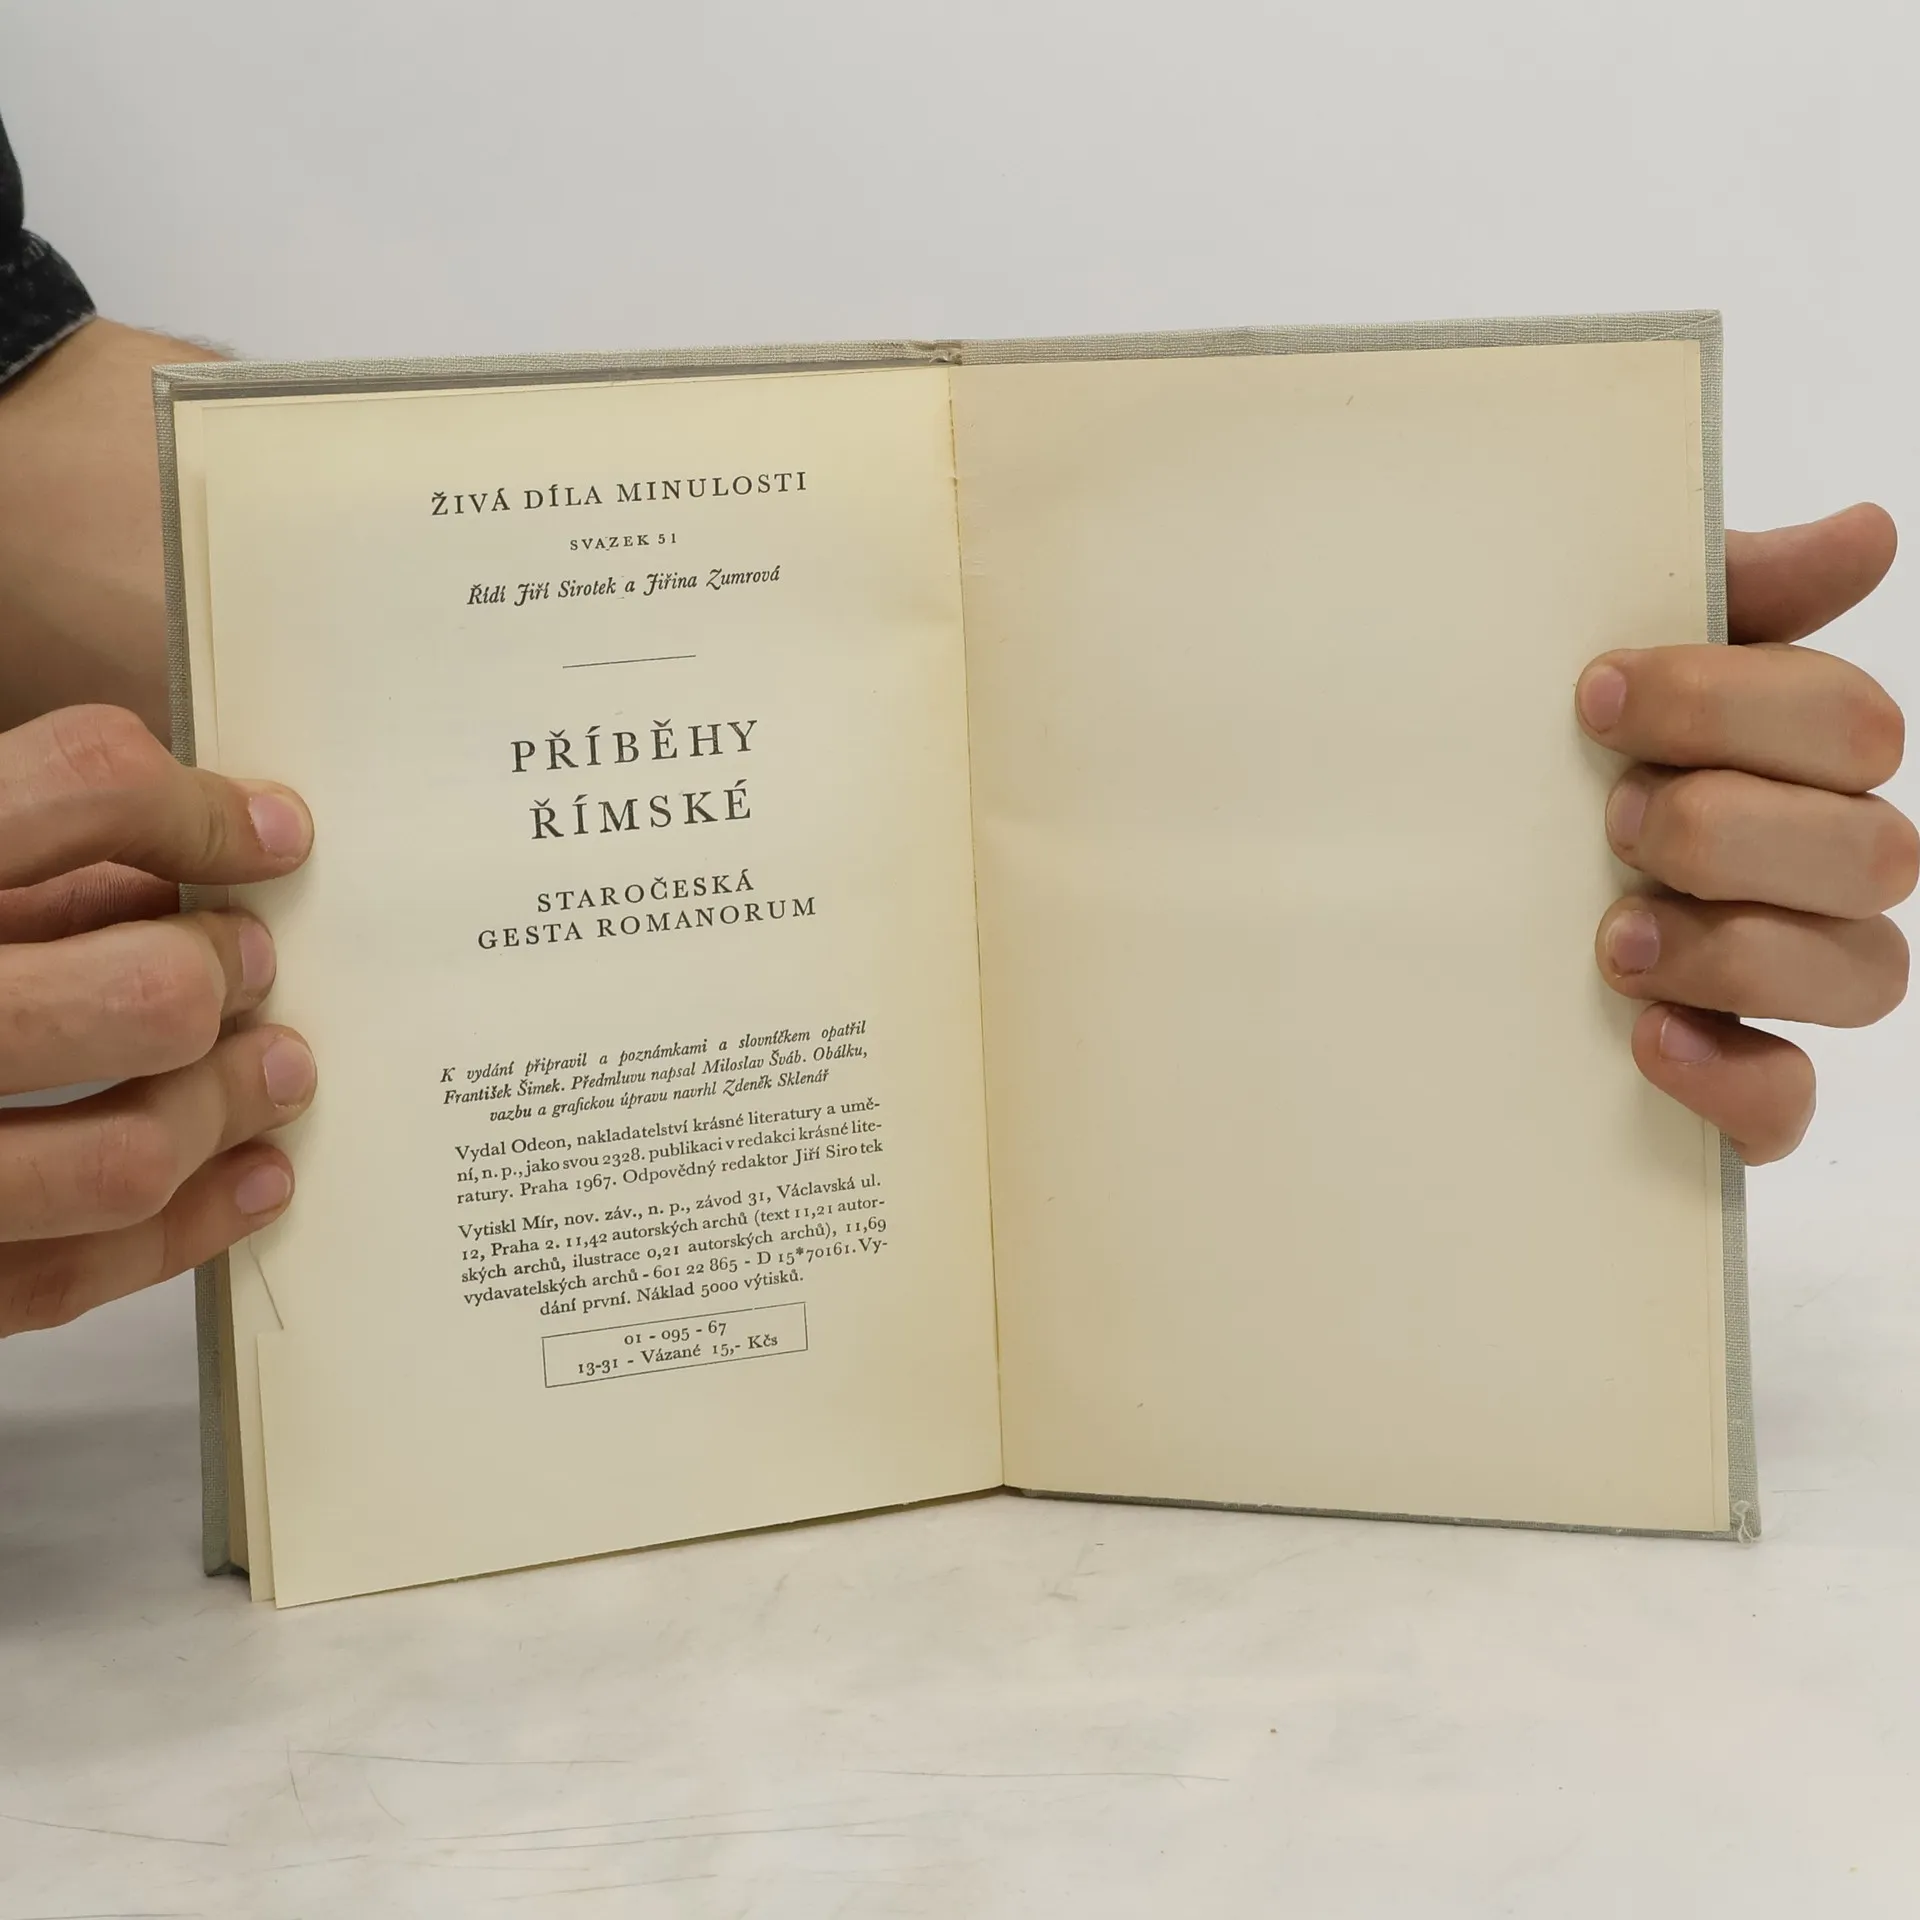 ŽIVÁ DÍLA MINULOSTI
SVAZEK 51
Řídí Jiří Sirotek a Jiřina Zumrová
PŘÍBĚHY
ŘÍMSKÉ
STAROČESKÁ
GESTA ROMANORUM
K vydání připravil a poznámkami a slovníčkem opatřil
František Šimek. Předmluvu napsal Miloslav Šváb. Obálku,
vazbu a grafickou úpravu navrhl Zdeněk Sklenář
Vydal Odeon, nakladatelství krásné literatury a umě-
ní, n. p., jako svou 2328. publikaci v redakci krásné lite-
ratury. Praha 1967. Odpovědný redaktor Jiří Sirotek
Vytiskl Mír, nov. záv., n. p., závod 31, Václavská ul.
12, Praha 2. 11,42 autorských archů (text 11,21 autor-
ských archů, ilustrace 0,21 autorských archů), 11,69
vydavatelských archů - 601 22 865 - D 15*70161. Vy-
dání první. Náklad 5000 výtisků.
01 - 095 - 67
13-31 - Vázané 15,- Kčs